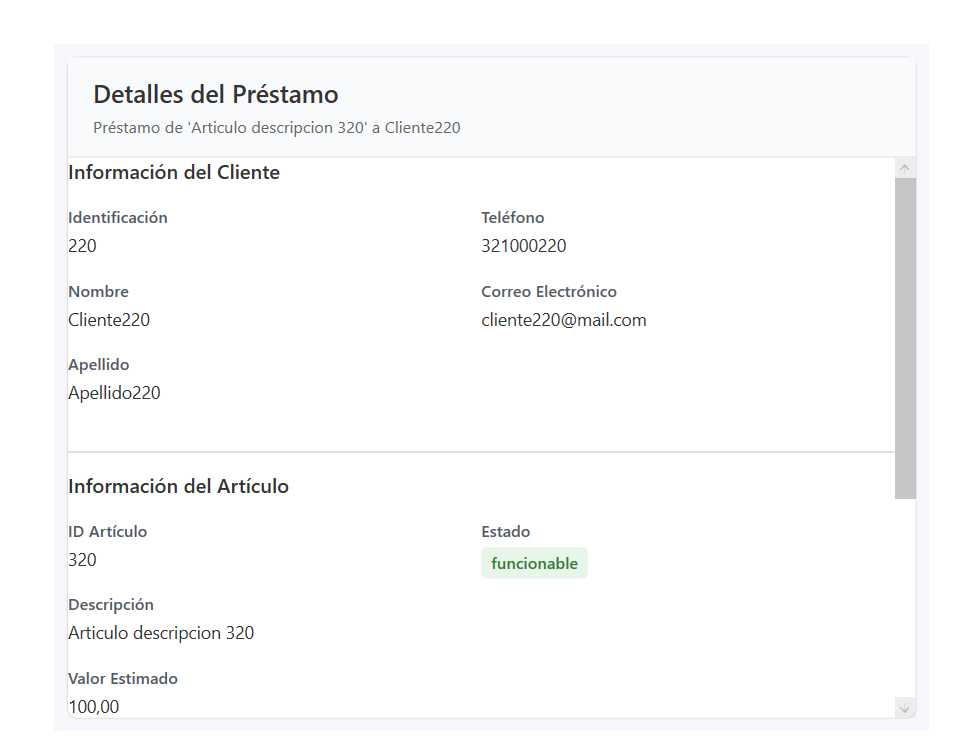 Detalles del Préstamo
Préstamo de 'Articulo descripcion 320' a Cliente220
Información del Cliente
Identificación
220
Teléfono
321000220
Nombre
Cliente220
Correo Electrónico
cliente220@mail.com
Apellido
Apellido220
Información del Artículo
ID Artículo
320
Estado
funcionable
Descripción
Articulo descripcion 320
Valor Estimado
100,00